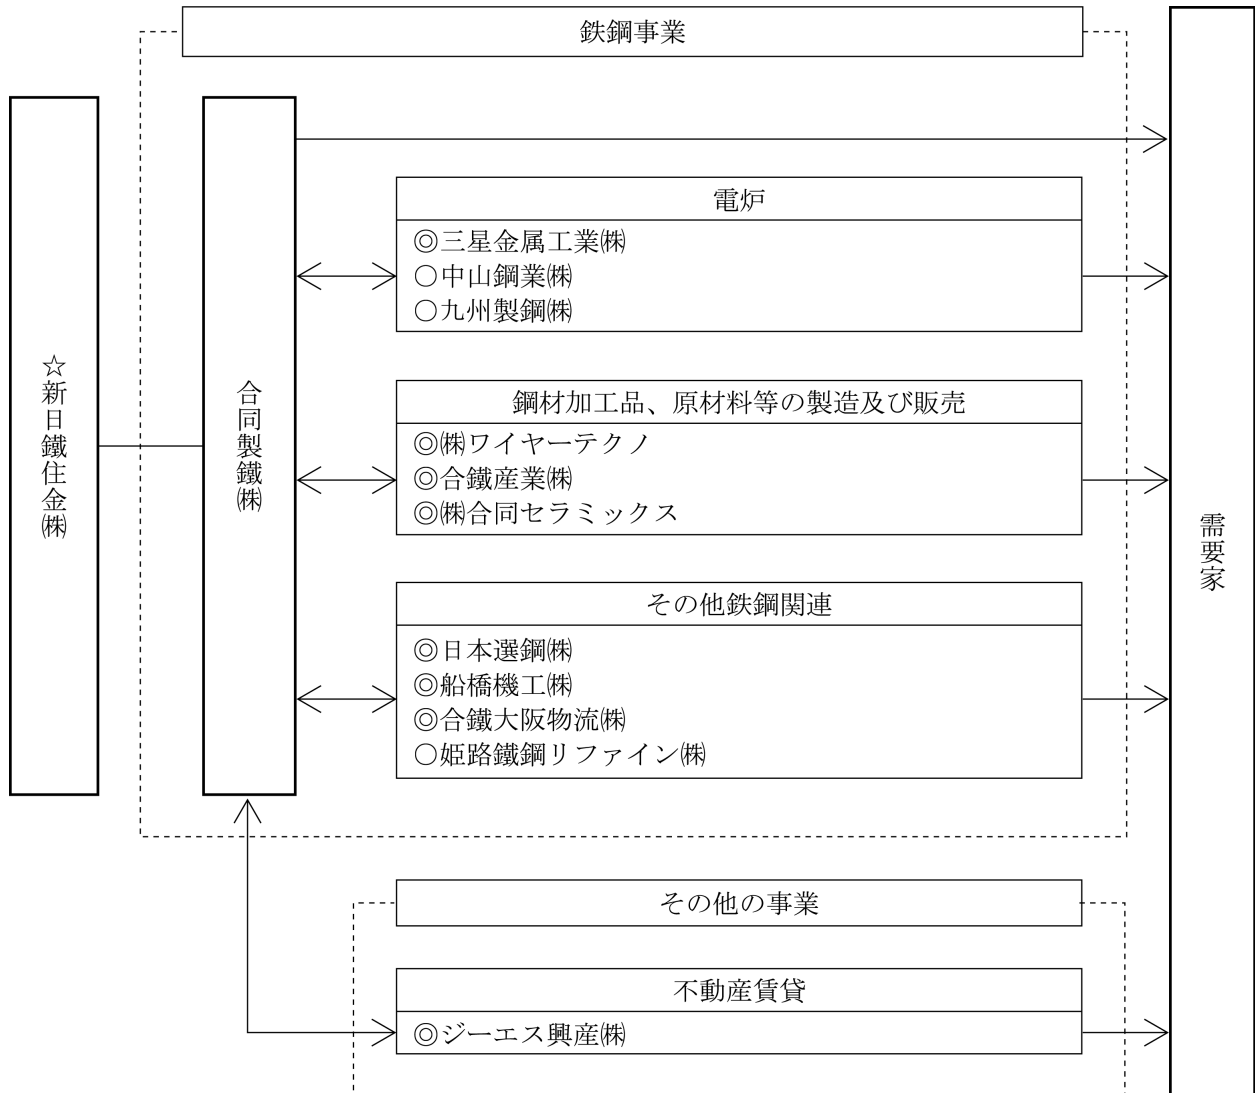 鉄鋼事業
☆新日鐵住金㈱
合同製鐵㈱
電炉
◎三星金属工業㈱
○中山鋼業㈱
○九州製鋼㈱
鋼材加工品、原材料等の製造及び販売
◎㈱ワイヤーテクノ
◎合鐵産業㈱
◎㈱合同セラミックス
その他鉄鋼関連
◎日本選鋼㈱
◎船橋機工㈱
◎合鐵大阪物流㈱
○姫路鐵鋼リファイン㈱
需要家
その他の事業
不動産賃貸
◎ジーエス興産㈱